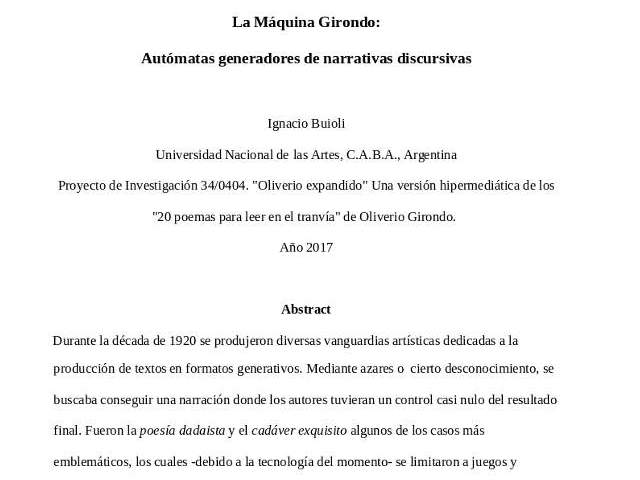 La Máquina Girondo:
Autómatas generadores de narrativas discursivas
Ignacio Buioli
Universidad Nacional de las Artes, C.A.B.A., Argentina
Proyecto de Investigación 34/0404. "Oliverio expandido" Una versión hipermediática de los
"20 poemas para leer en el tranvía" de Oliverio Girondo.
Año 2017
Abstract
Durante la década de 1920 se produjeron diversas vanguardias artísticas dedicadas a la
producción de textos en formatos generativos. Mediante azares o cierto desconocimiento, se
buscaba conseguir una narración donde los autores tuvieran un control casi nulo del resultado
final. Fueron la poesía dadaista y el cadáver exquisito algunos de los casos más
emblemáticos, los cuales -debido a la tecnología del momento- se limitaron a juegos y